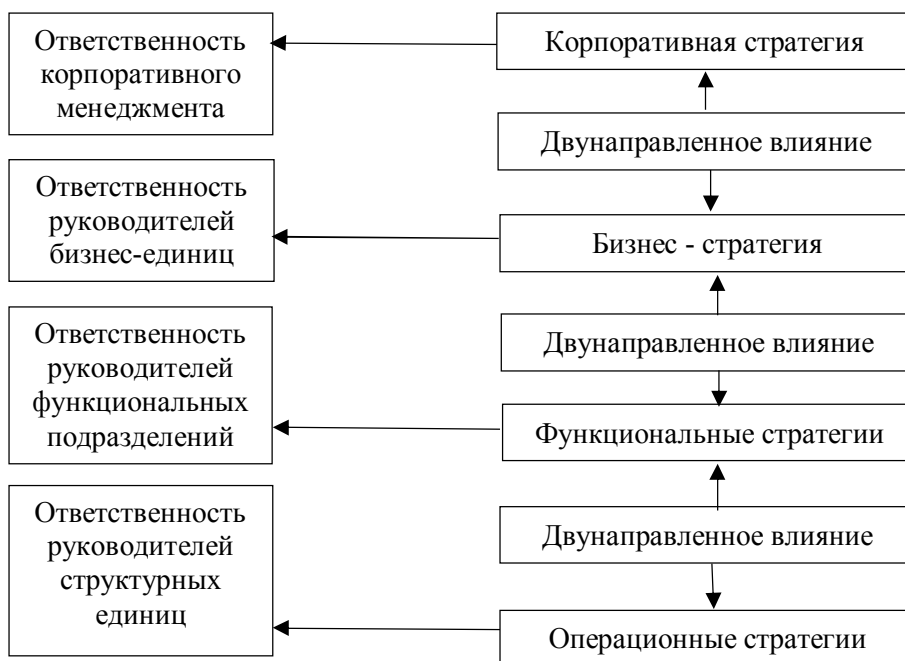 Ответственность
корпоративного
менеджмента
Корпоративная стратегия
Двунаправленное влияние
Ответственность
руководителей
бизнес-единиц
Бизнес - стратегия
Двунаправленное влияние
Ответственность
руководителей
функциональных
подразделений
Функциональные стратегии
Двунаправленное влияние
Ответственность
руководителей
структурных
единиц
Операционные стратегии